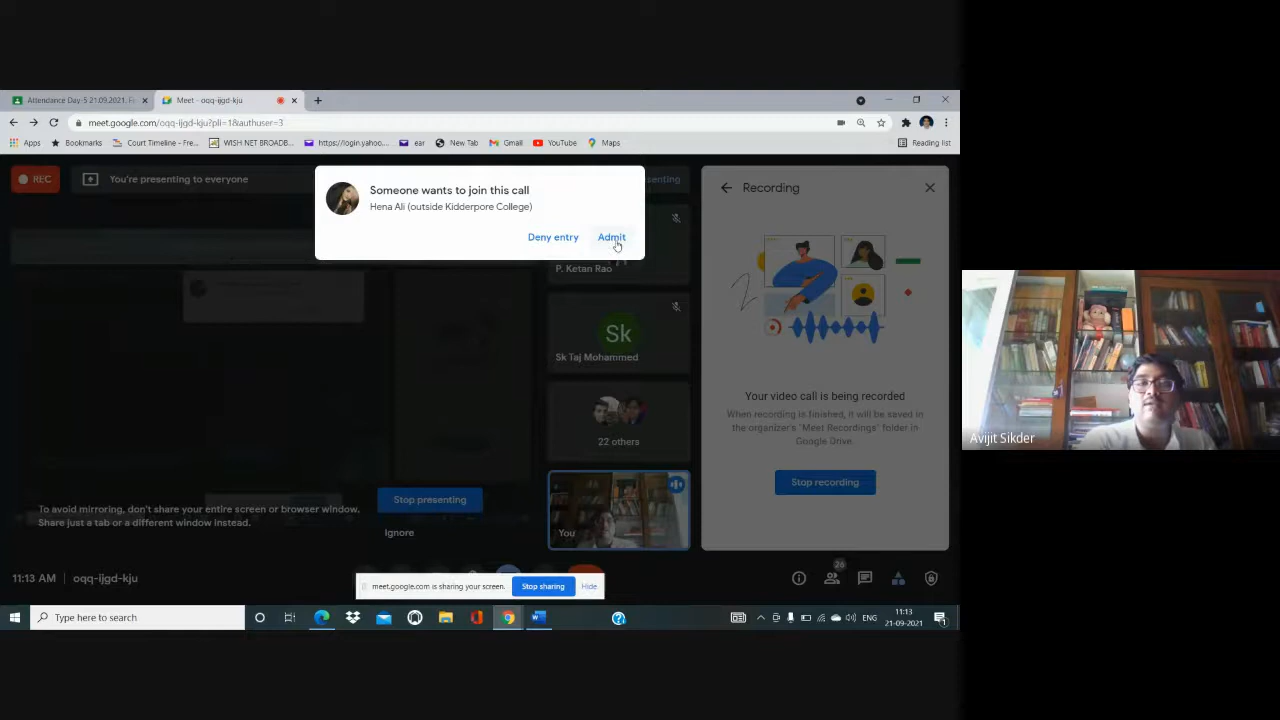 Attendance Day-5 21.09.2021. F
Meet - oqq-ijgd-kju
meet.google.com/oqq-ijgd-kju?pli=1&authuser=3
Apps
Bookmarks
Court Timeline - Fre...
WISH NET BROADB...
https://login.yahoo,...
ear
New Tab
Gmail
YouTube
Maps
Reading list
REC
You're presenting to everyone
Someone wants to join this call
Hena Ali (outside Kidderpore College)
Deny entry
Admit
P. Ketan Rao
Sk
Sk Taj Mohammed
22 others
You
Recording
Your video call is being recorded
When recording is finished, it will be saved in
the organizer's "Meet Recordings" folder in
Google Drive.
Stop recording
To avoid mirroring, don't share your entire screen or browser window.
Share just a tab or a different window instead.
Stop presenting
Ignore
11:13 AM | oqq-ijgd-kju
26
meet.google.com is sharing your screen.
Stop sharing
Hide
Type here to search
ENG
11:13
21-09-2021
Avijit Sikder